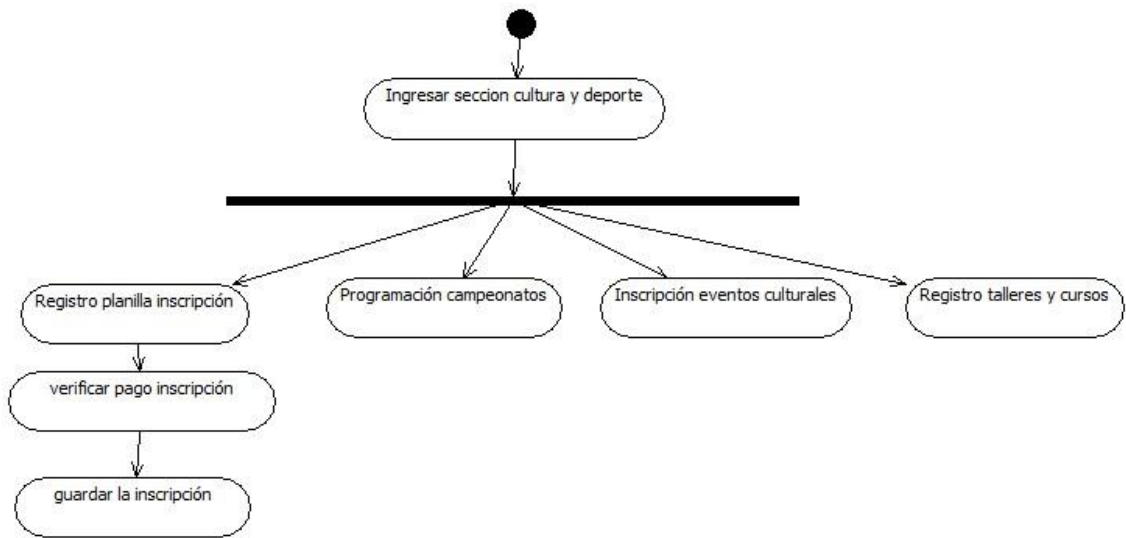 Ingresar seccion cultura y deporte
Registro planilla inscripción
Programación campeonatos
Inscripción eventos culturales
Registro talleres y cursos
verificar pago inscripción
guardar la inscripción